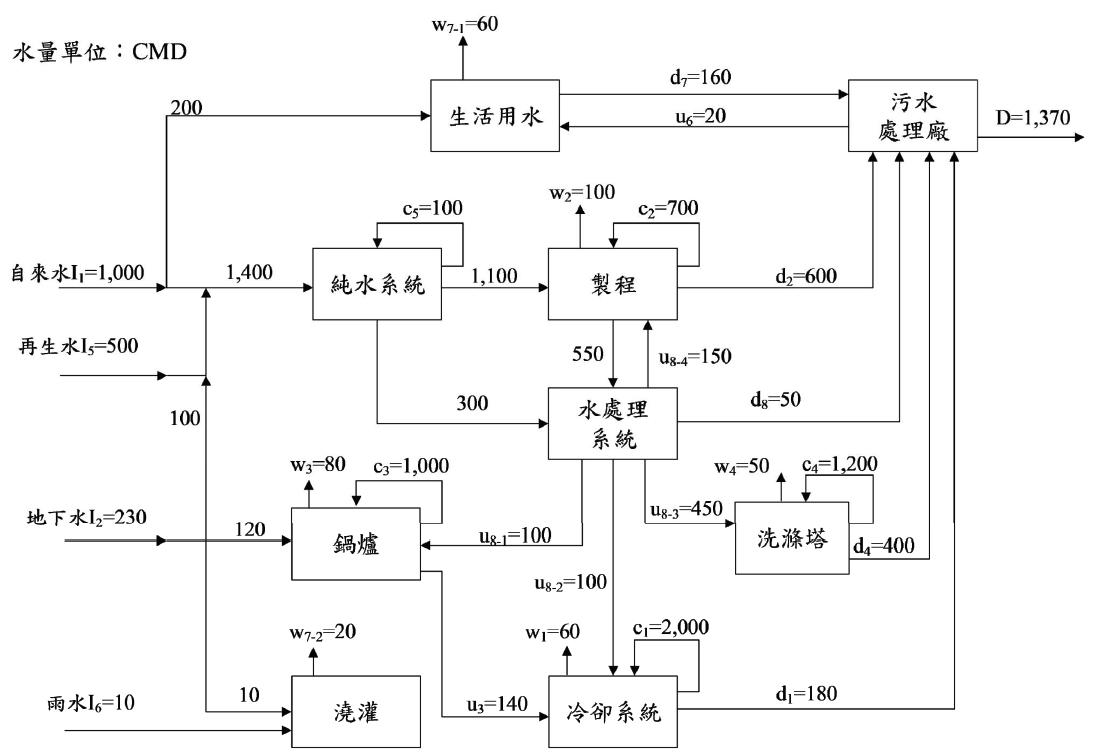 w₇₋₁=60
水量單位：CMD
d₇=160
污水
處理廠
200
生活用水
u₆=20
D=1,370
w₂=100
c₅=100
c₂=700
自來水I₁=1,000
1,400
純水系統
1,100
製程
d₂=600
再生水I₅=500
550
u₈₋₄=150
100
300
水處理
系統
d₈=50
w₃=80
c₃=1,000
w₄=50
c₄=1,200
地下水I₂=230
120
鍋爐
u₈₋₁=100
u₈₋₃=450
洗滌塔
d₄=400
u₈₋₂=100
w₇₋₂=20
w₁=60
c₁=2,000
雨水I₆=10
10
澆灌
u₃=140
冷卻系統
d₁=180